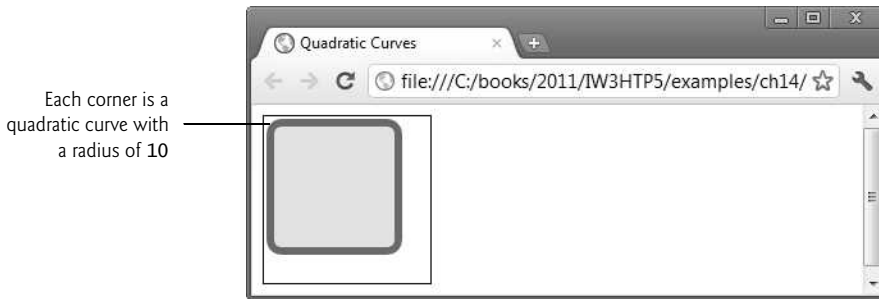 Quadratic Curves
file:///C:/books/2011/IW3HTP5/examples/ch14/
Each corner is a
quadratic curve with
a radius of 10